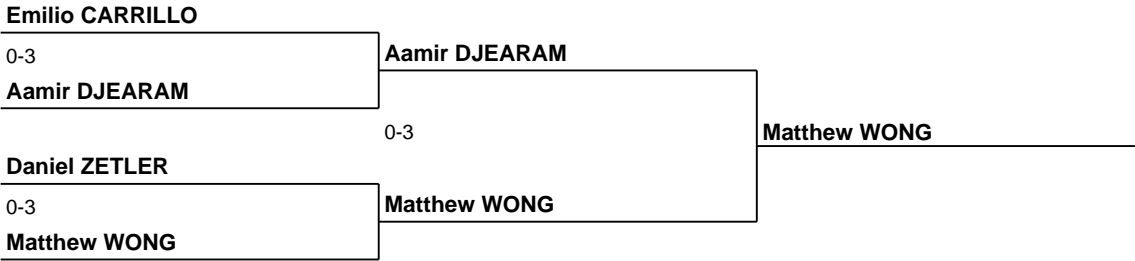 Emilio CARRILLO
0-3
Aamir DJEARAM
Aamir DJEARAM
0-3
Matthew WONG
Daniel ZETLER
0-3
Matthew WONG
Matthew WONG